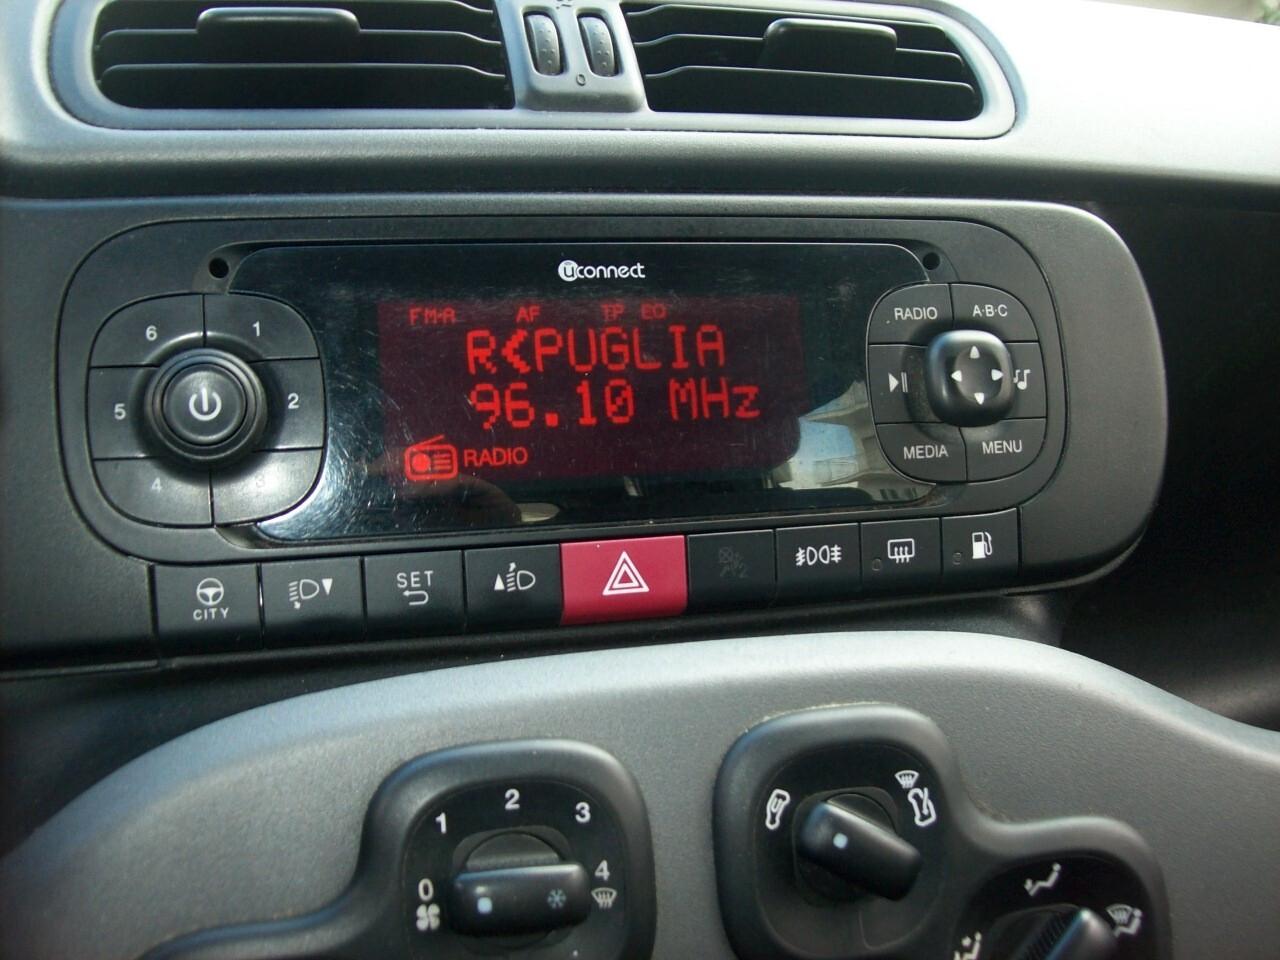 uconnect
FM-A AF TP EO
R<PUGLIA
96.10 MHz
RADIO
6 1
5 2
4 3
RADIO A·B·C
MEDIA MENU
CITY
SET
0 1 2 3 4